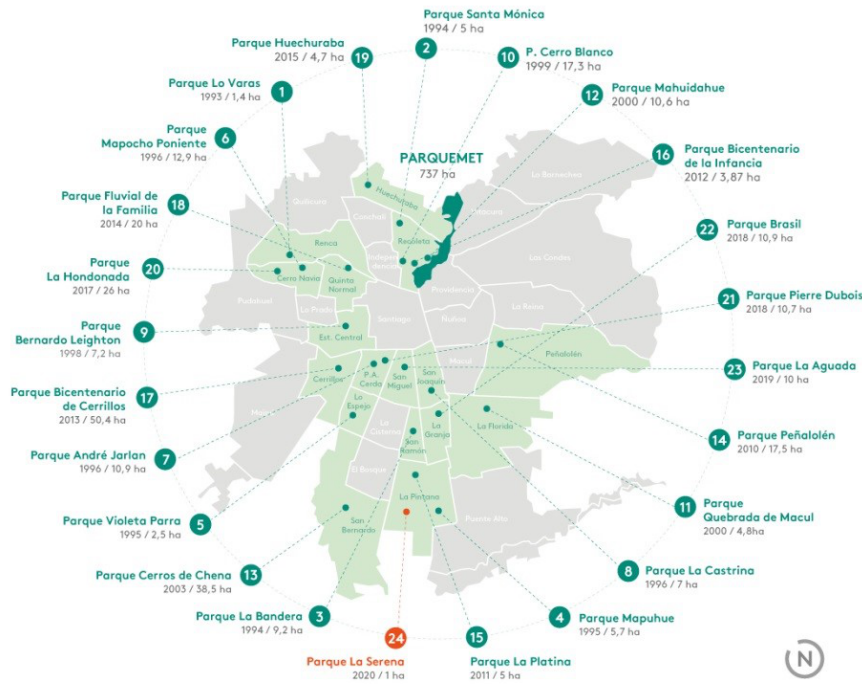 Parque Santa Mónica
1994 / 5 ha
2
Parque Huechuraba
2015 / 4,7 ha
19
P. Cerro Blanco
1999 / 17,3 ha
10
Parque Lo Varas
1993 / 1,4 ha
1
Parque Mahuidahue
2000 / 10,6 ha
12
Parque
Mapocho Poniente
1996 / 12,9 ha
6
Parque Bicentenario
de la Infancia
2012 / 3,87 ha
16
PARQUEMET
737 ha
Parque Fluvial de
la Familia
2014 / 20 ha
18
Parque Brasil
2018 / 10,9 ha
22
Parque
La Hondonada
2017 / 26 ha
20
Parque Pierre Dubois
2018 / 10,7 ha
21
Parque
Bernardo Leighton
1998 / 7,2 ha
9
Parque La Aguada
2019 / 10 ha
23
Parque Bicentenario
de Cerrillos
2013 / 50,4 ha
17
Parque Peñalolén
2010 / 17,5 ha
14
Parque André Jarlan
1996 / 10,9 ha
7
Parque
Quebrada de Macul
2000 / 4,8ha
11
Parque Violeta Parra
1995 / 2,5 ha
5
Parque La Castrina
1996 / 7 ha
8
Parque Cerros de Chena
2003 / 38,5 ha
13
Parque Mapuhue
1995 / 5,7 ha
4
Parque La Bandera
1994 / 9,2 ha
3
24
Parque La Serena
2020 / 1 ha
15
Parque La Platina
2011 / 5 ha
Lo Barnechea
Huechuraba
Quilicura
Conchalí
Vitacura
Recoleta
Renca
Indepen
dencia
Las Condes
Cerro Navia
Quinta
Normal
Pudahuel
Providencia
Lo Prado
Santiago
Ñuñoa
La Reina
Est. Central
Macul
Peñalolén
Cerrillos
P.A.
Cerda
San
Miguel
San
Joaquín
Maipú
Lo
Espejo
La
Cisterna
San
Ramón
La
Granja
La Florida
El Bosque
La Pintana
San
Bernardo
Puente Alto
N